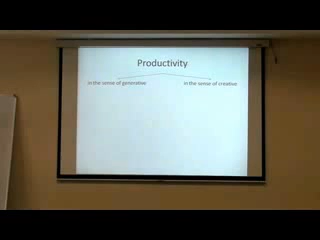 Productivity
in the sense of generative
in the sense of creative